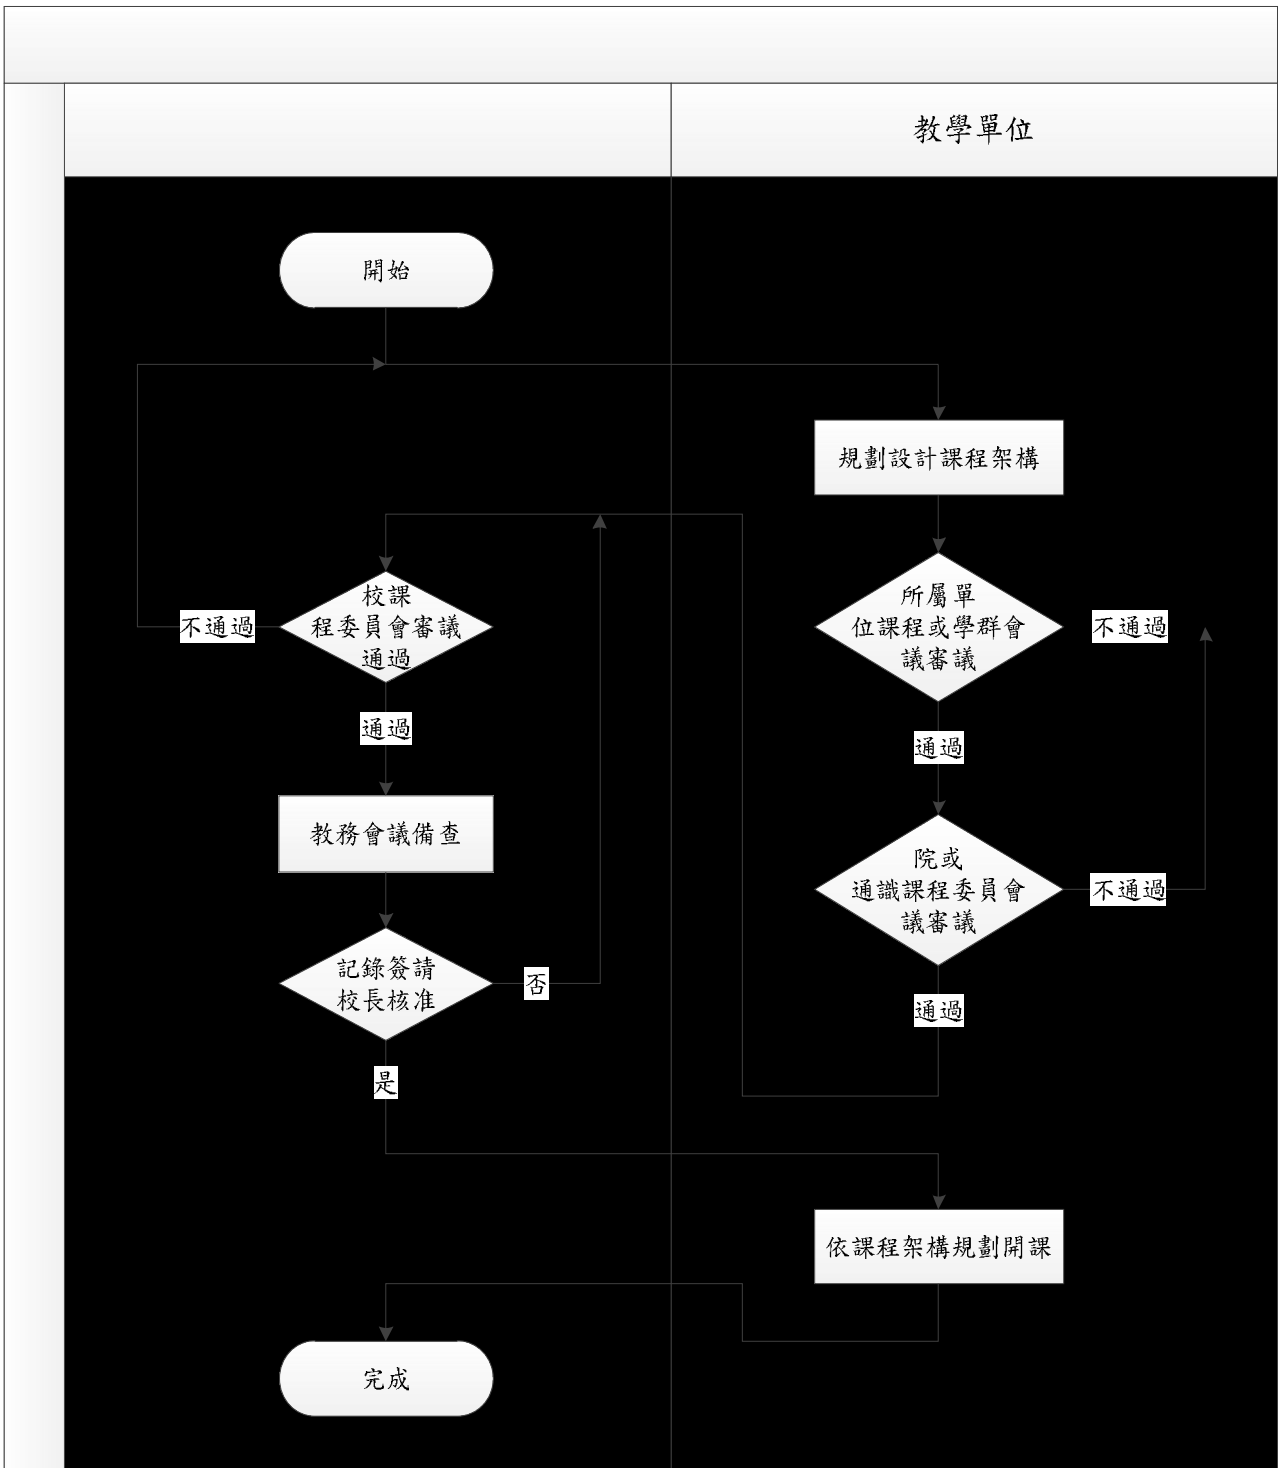 教學單位
開始
規劃設計課程架構
校課
程委員會審議
通過
不通過
所屬單
位課程或學群會
議審議
不通過
通過
通過
教務會議備查
院或
通識課程委員會
議審議
不通過
記錄簽請
校長核准
否
通過
是
依課程架構規劃開課
完成